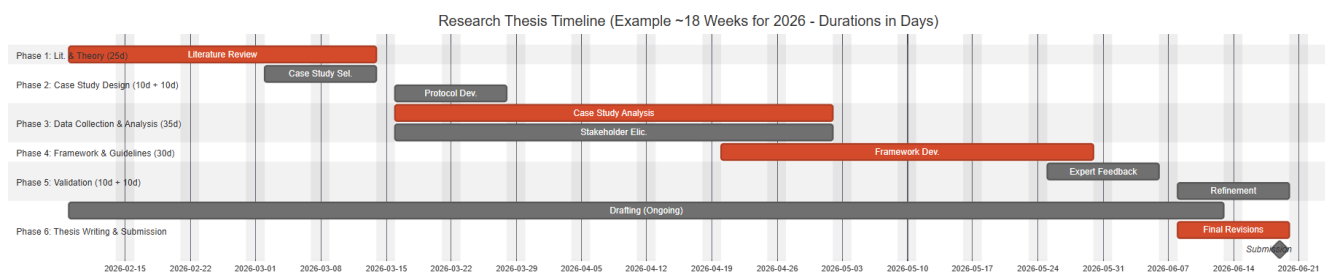 Research Thesis Timeline (Example ~18 Weeks for 2026 - Durations in Days)
Phase 1: Lit. & Theory (25d)
Literature Review
Case Study Sel.
Phase 2: Case Study Design (10d + 10d)
Protocol Dev.
Case Study Analysis
Phase 3: Data Collection & Analysis (35d)
Stakeholder Elic.
Phase 4: Framework & Guidelines (30d)
Framework Dev.
Expert Feedback
Phase 5: Validation (10d + 10d)
Refinement
Drafting (Ongoing)
Phase 6: Thesis Writing & Submission
Final Revisions
Submission
2026-02-15 2026-02-22 2026-03-01 2026-03-08 2026-03-15 2026-03-22 2026-03-29 2026-04-05 2026-04-12 2026-04-19 2026-04-26 2026-05-03 2026-05-10 2026-05-17 2026-05-24 2026-05-31 2026-06-07 2026-06-14 2026-06-21